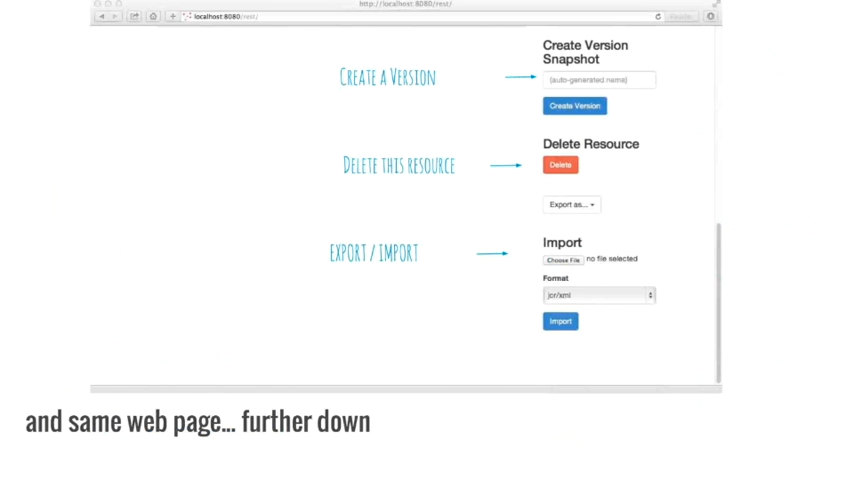 http://localhost:8080/rest/
localhost:8080/rest/
Reader
Create Version
Snapshot
CREATE A VERSION
(auto-generated name)
Create Version
Delete Resource
DELETE THIS RESOURCE
Delete
Export as...
Import
EXPORT / IMPORT
Choose File no file selected
Format
jcr/xml
Import
and same web page... further down